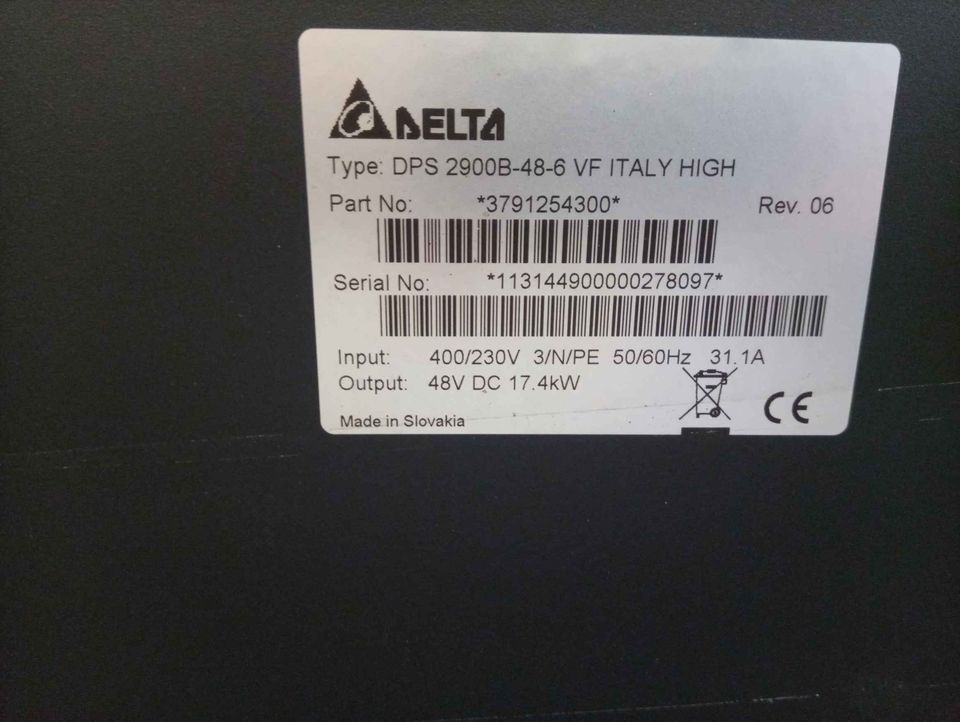 DELTA
Type: DPS 2900B-48-6 VF ITALY HIGH
Part No: *3791254300* Rev. 06
Serial No: *113144900000278097*
Input: 400/230V 3/N/PE 50/60Hz 31.1A
Output: 48V DC 17.4kW
Made in Slovakia CE